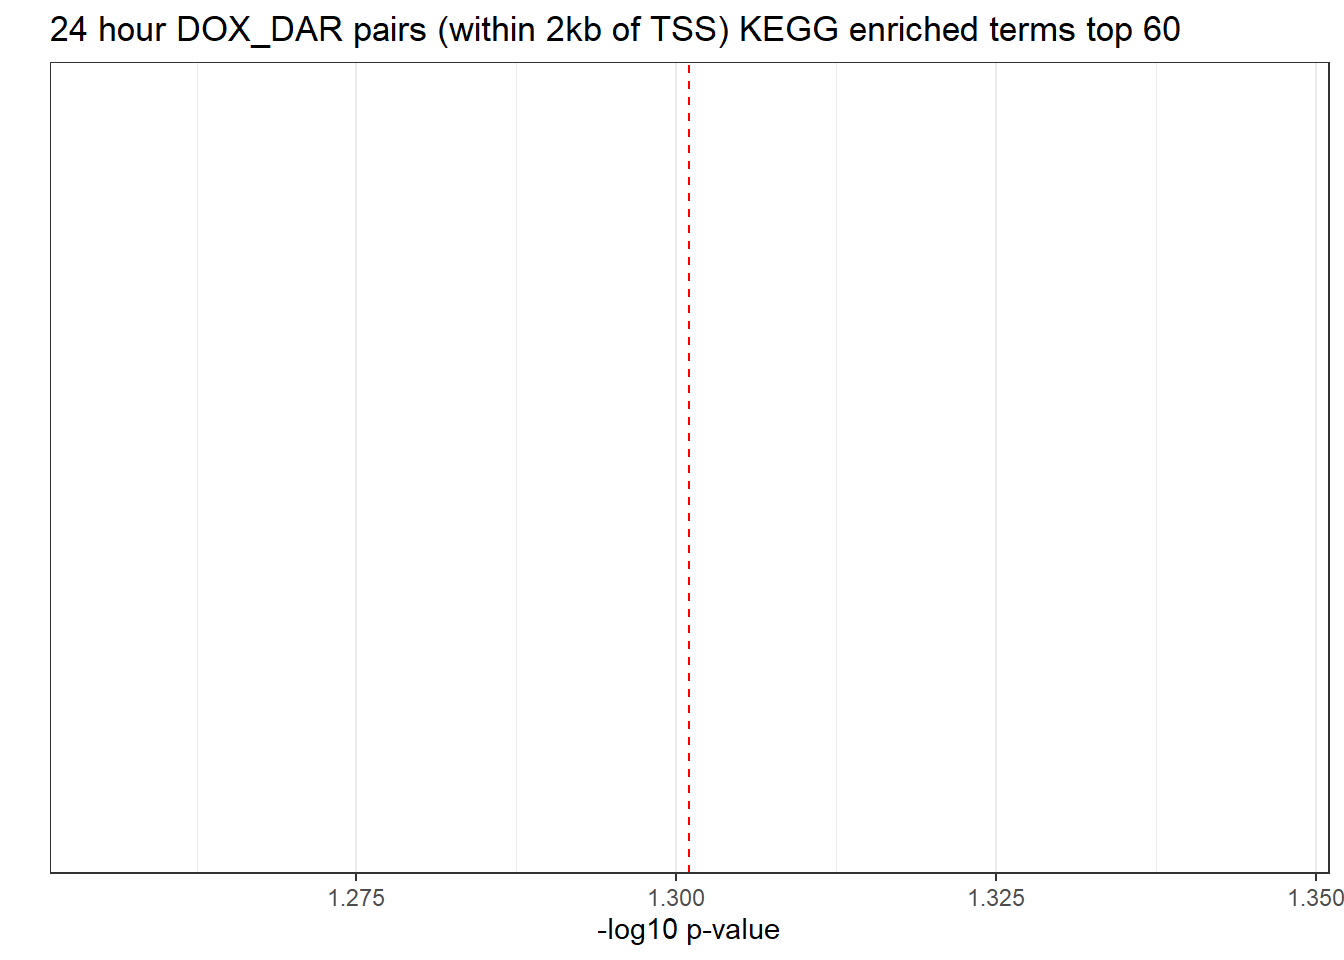 24 hour DOX_DAR pairs (within 2kb of TSS) KEGG enriched terms top 60
1.275 1.300 1.325 1.350
-log10 p-value